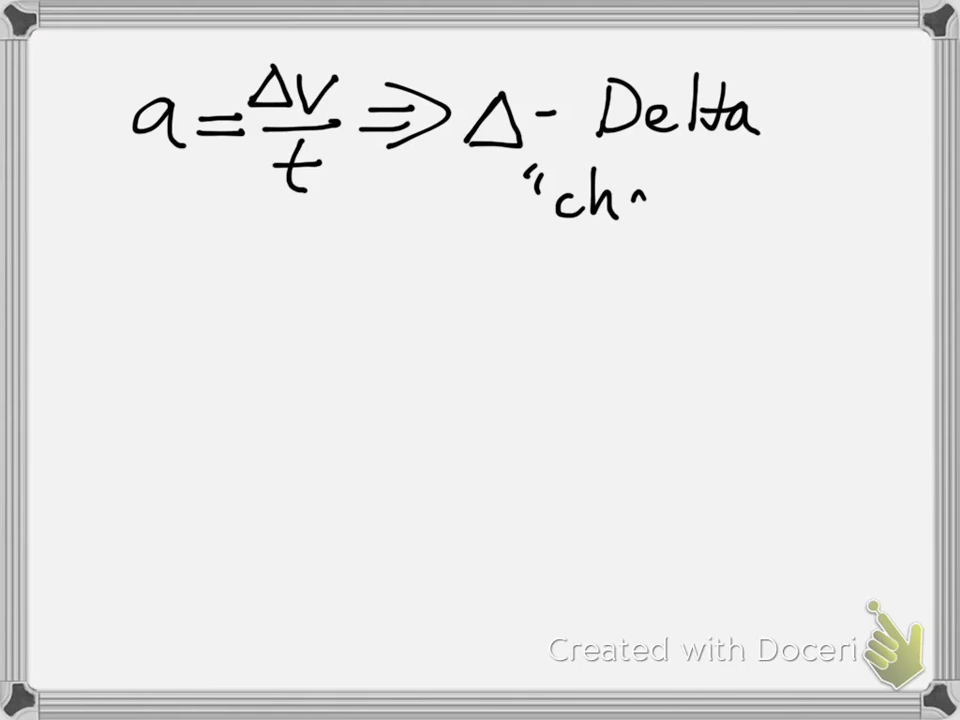 a = ΔV/t ⇒ Δ - Delta
"ch
Created with Doceri